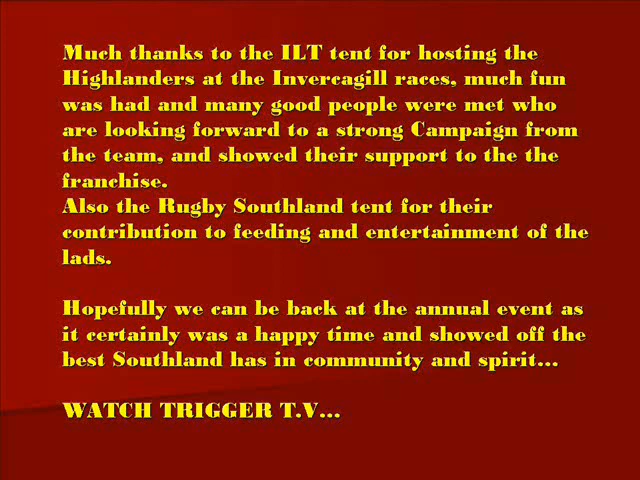 Much thanks to the ILT tent for hosting the
Highlanders at the Invercagill races, much fun
was had and many good people were met who
are looking forward to a strong Campaign from
the team, and showed their support to the the
franchise.
Also the Rugby Southland tent for their
contribution to feeding and entertainment of the
lads.
Hopefully we can be back at the annual event as
it certainly was a happy time and showed off the
best Southland has in community and spirit...
WATCH TRIGGER T.V...